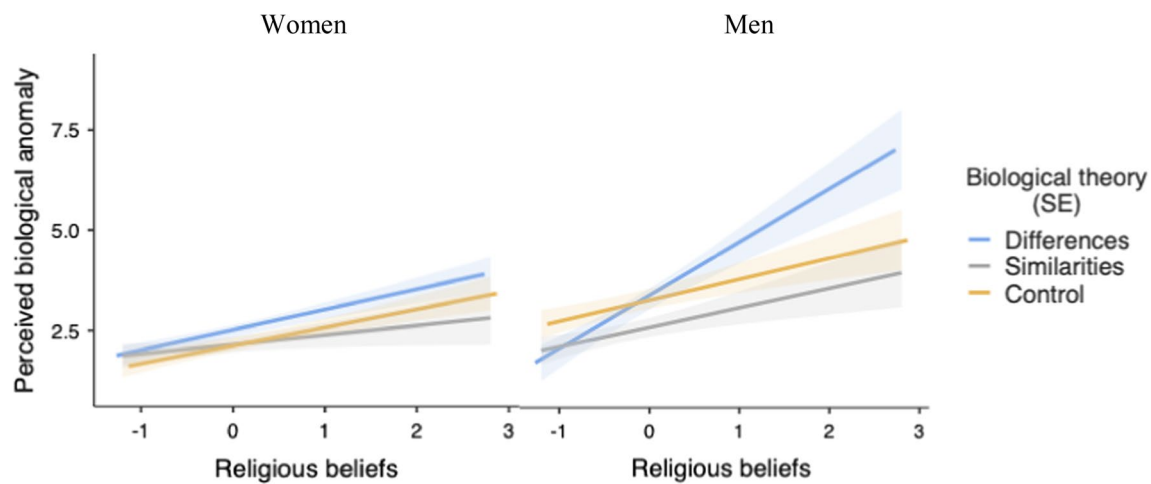 Women
Men
Perceived biological anomaly
7.5
5.0
2.5
-1 0 1 2 3
-1 0 1 2 3
Religious beliefs
Religious beliefs
Biological theory
(SE)
Differences
Similarities
Control